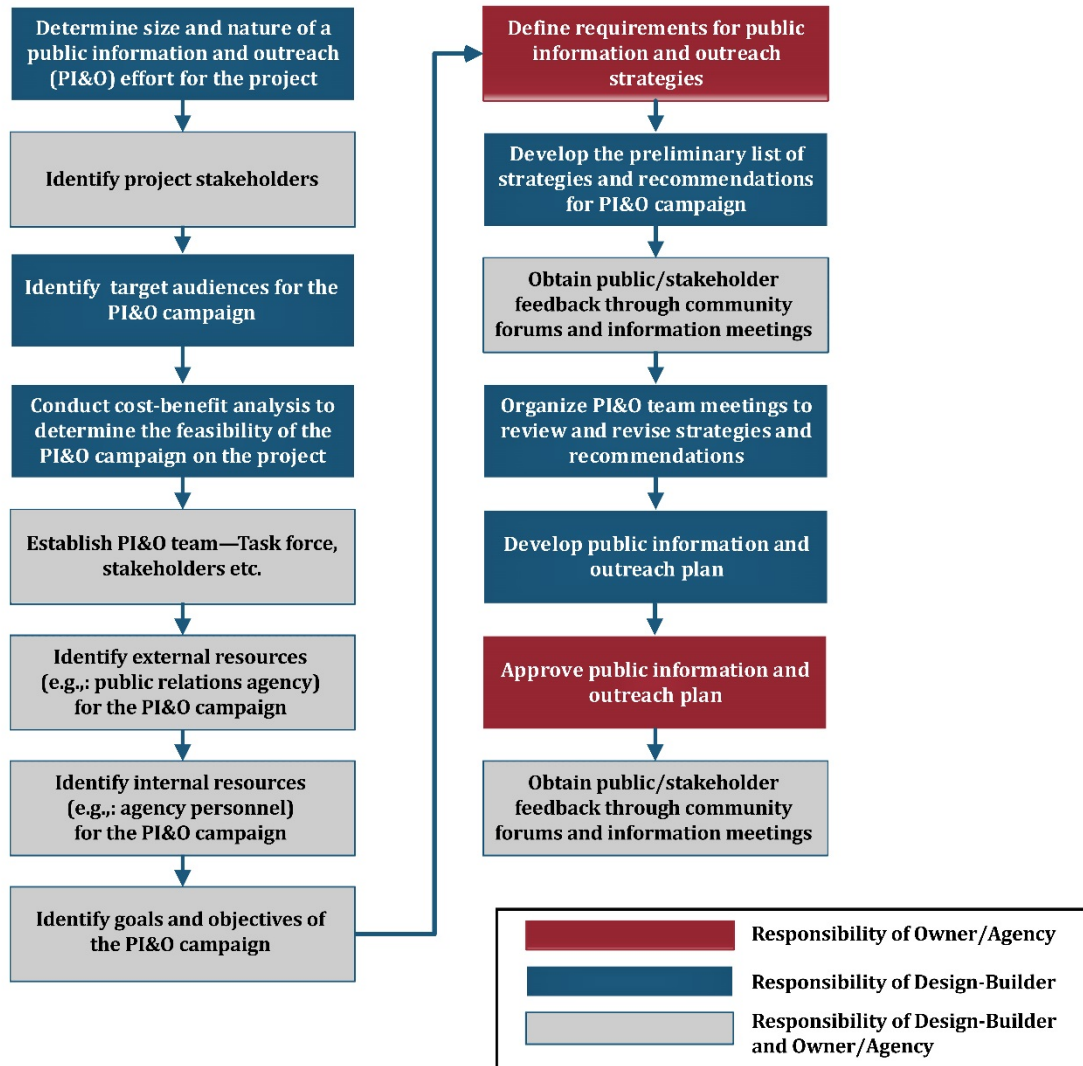 Determine size and nature of a
public information and outreach
(PI&O) effort for the project
Identify project stakeholders
Identify target audiences for the
PI&O campaign
Conduct cost-benefit analysis to
determine the feasibility of the
PI&O campaign on the project
Establish PI&O team—Task force,
stakeholders etc.
Identify external resources
(e.g.,: public relations agency)
for the PI&O campaign
Identify internal resources
(e.g.,: agency personnel)
for the PI&O campaign
Identify goals and objectives of
the PI&O campaign
Define requirements for public
information and outreach
strategies
Develop the preliminary list of
strategies and recommendations
for PI&O campaign
Obtain public/stakeholder
feedback through community
forums and information meetings
Organize PI&O team meetings to
review and revise strategies and
recommendations
Develop public information and
outreach plan
Approve public information and
outreach plan
Obtain public/stakeholder
feedback through community
forums and information meetings
Responsibility of Owner/Agency
Responsibility of Design-Builder
Responsibility of Design-Builder
and Owner/Agency